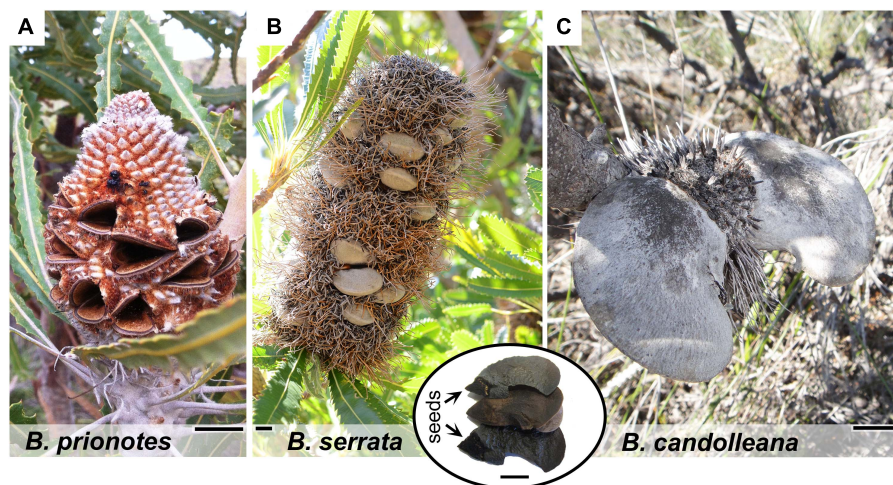 A
B
C
B. prionotes
B. serrata
seeds
B. candolleana